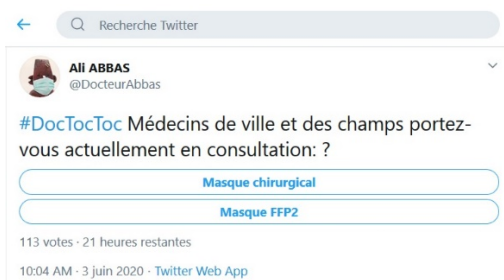 Recherche Twitter
Ali ABBAS
@DocteurAbbas
#DocTocToc Médecins de ville et des champs portez-
vous actuellement en consultation: ?
Masque chirurgical
Masque FFP2
113 votes · 21 heures restantes
10:04 AM · 3 juin 2020 · Twitter Web App